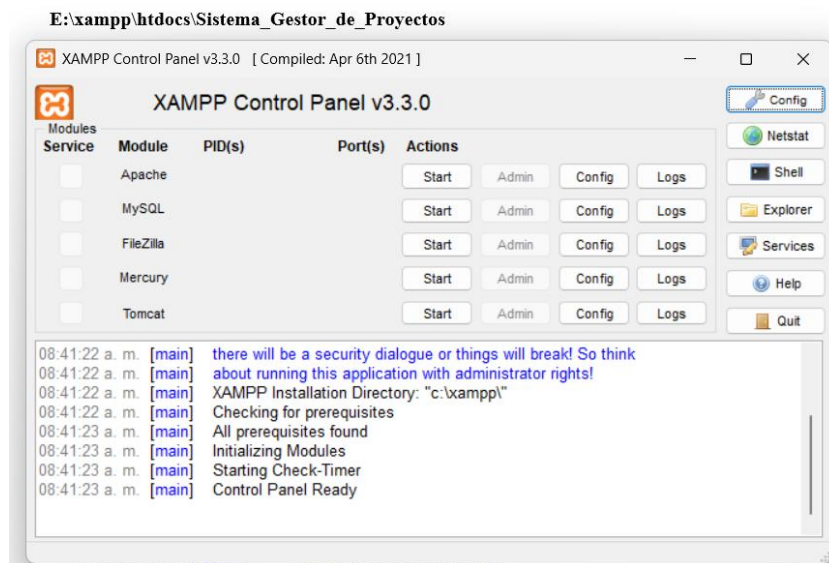 E:\xampp\htdocs\Sistema_Gestor_de_Proyectos
XAMPP Control Panel v3.3.0 [ Compiled: Apr 6th 2021 ]
XAMPP Control Panel v3.3.0
Config
Modules
Service Module PID(s) Port(s) Actions
Netstat
Apache Start Admin Config Logs
Shell
MySQL Start Admin Config Logs
Explorer
FileZilla Start Admin Config Logs
Services
Mercury Start Admin Config Logs
Help
Tomcat Start Admin Config Logs
Quit
08:41:22 a. m. [main] there will be a security dialogue or things will break! So think
08:41:22 a. m. [main] about running this application with administrator rights!
08:41:22 a. m. [main] XAMPP Installation Directory: "c:\xampp\"
08:41:23 a. m. [main] Checking for prerequisites
08:41:23 a. m. [main] All prerequisites found
08:41:23 a. m. [main] Initializing Modules
08:41:23 a. m. [main] Starting Check-Timer
08:41:23 a. m. [main] Control Panel Ready